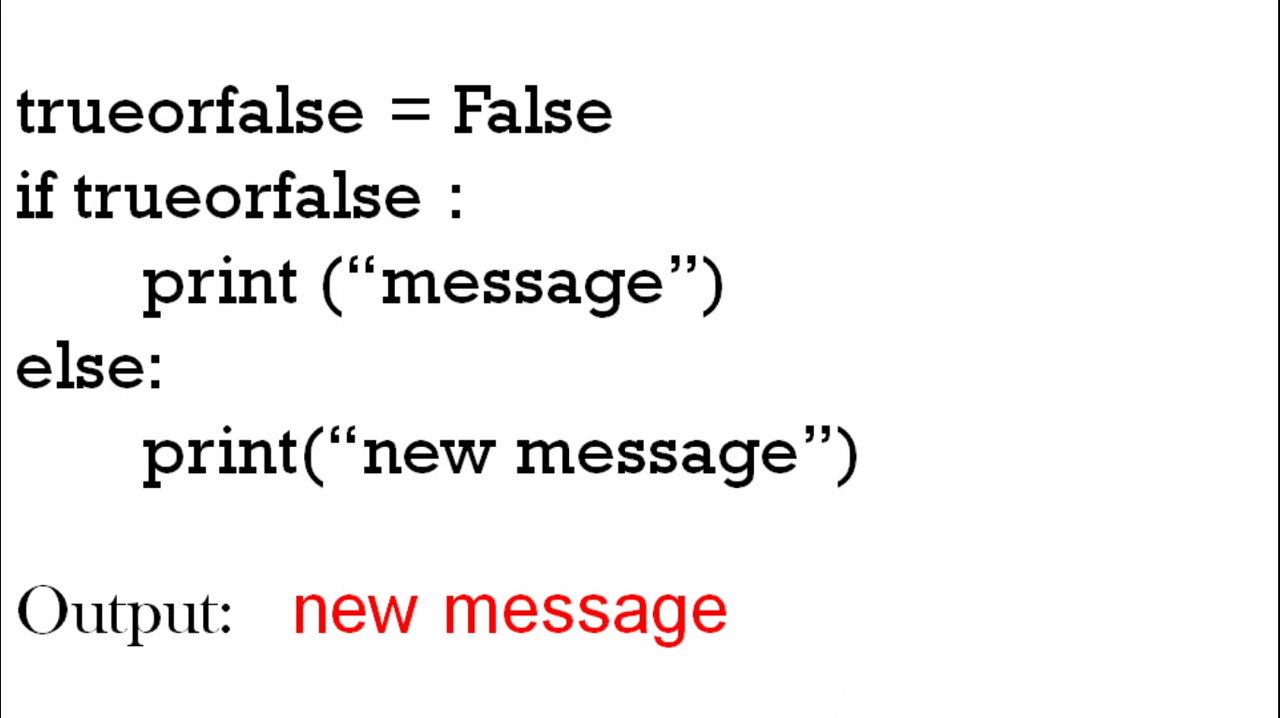 trueorfalse = False
if trueorfalse :
print (“message”)
else:
print(“new message”)
Output: new message